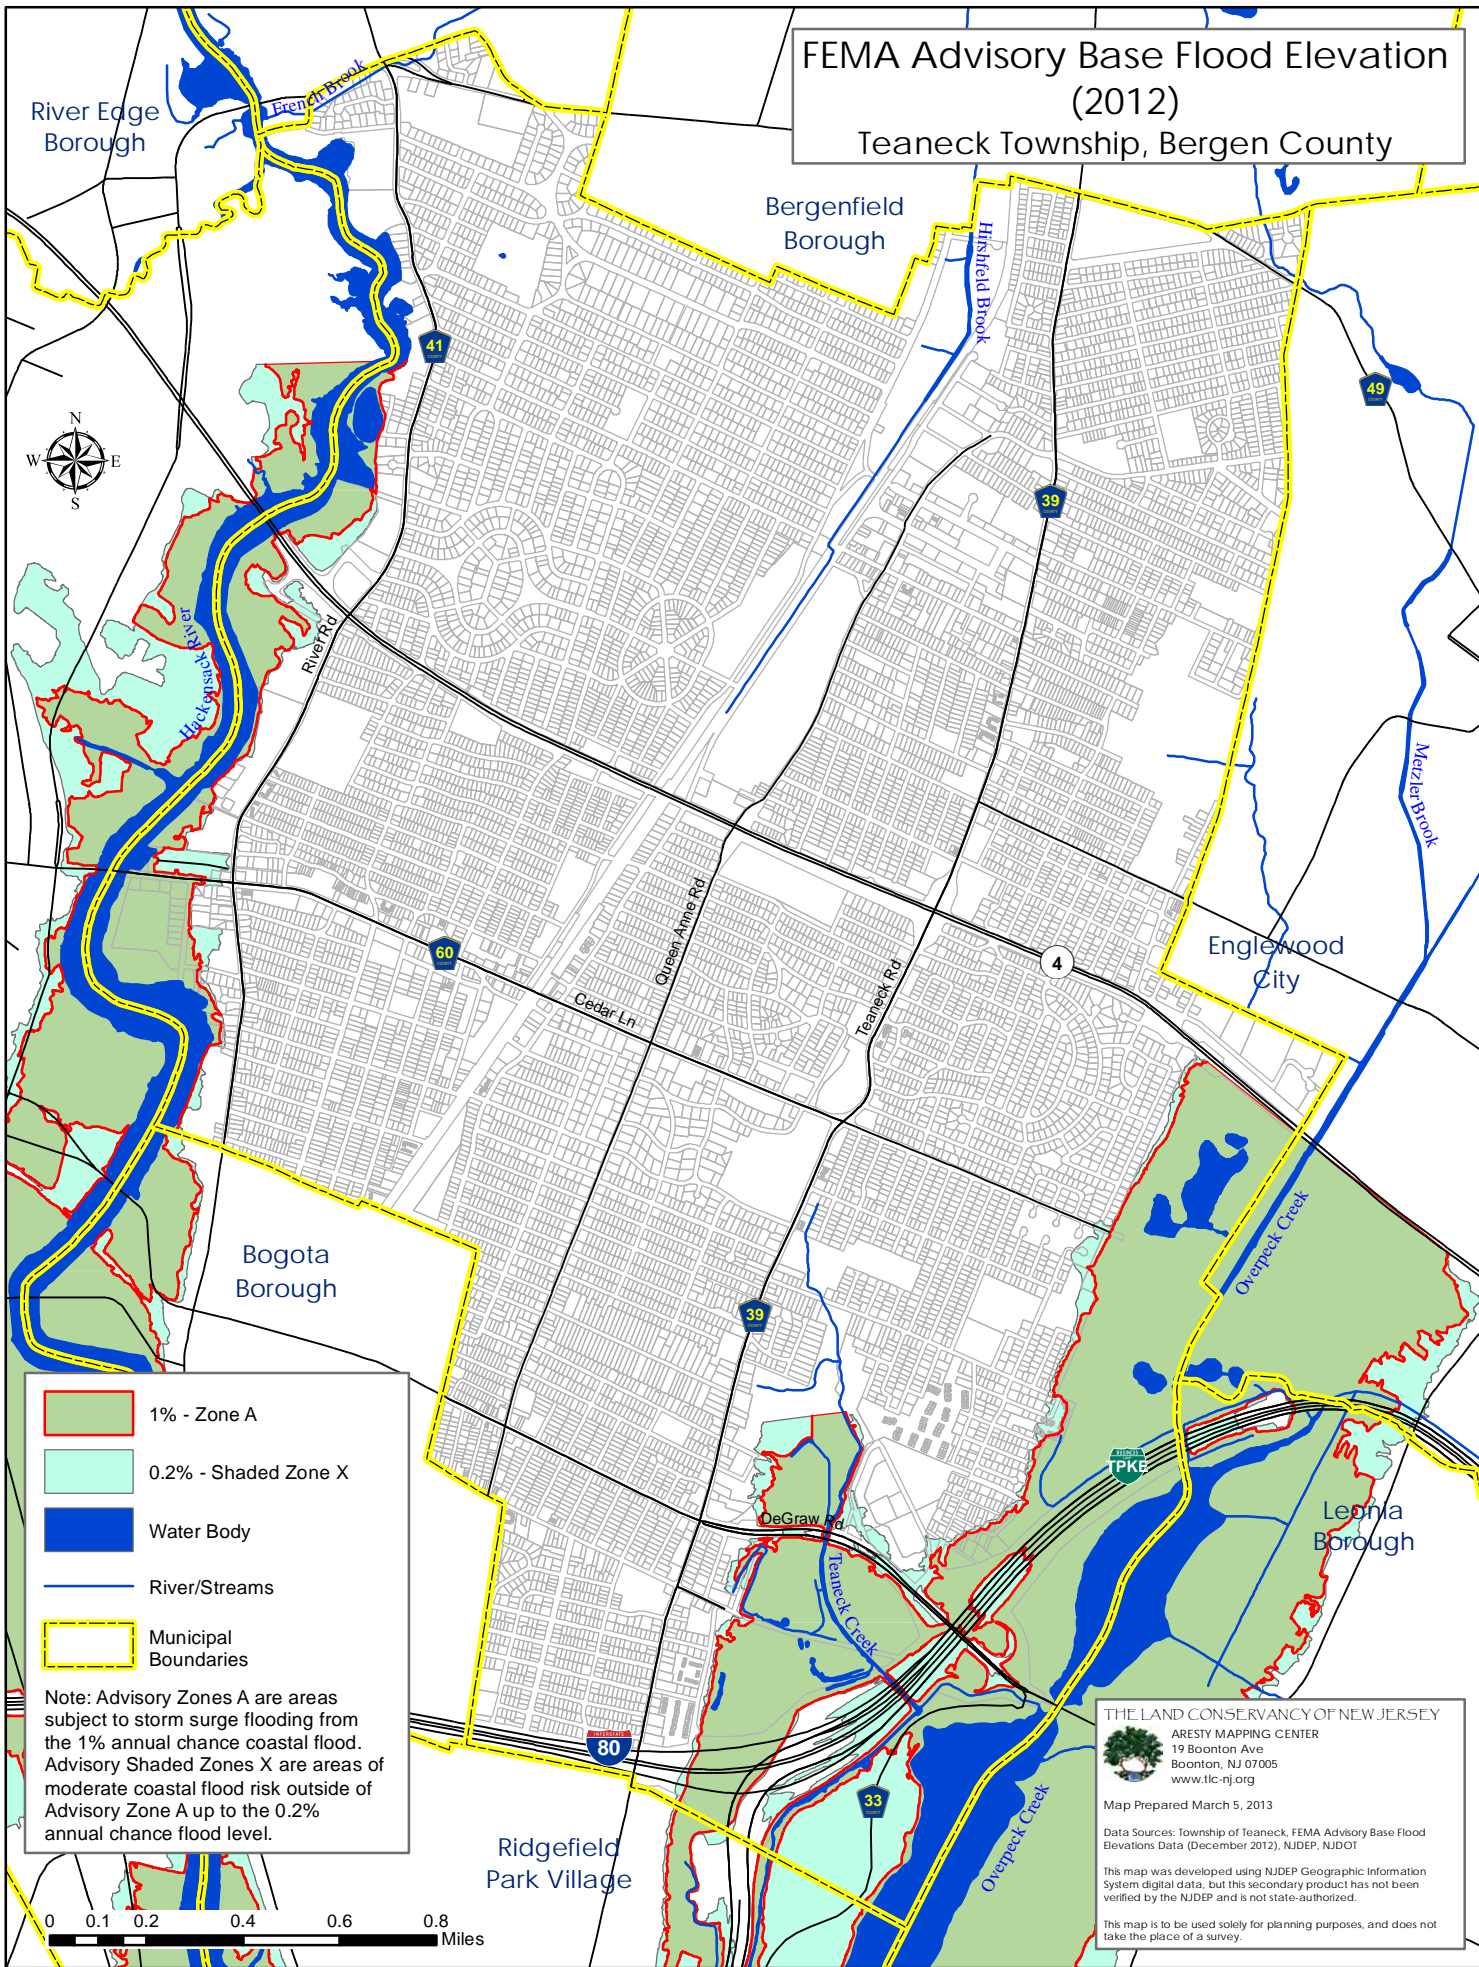 FEMA Advisory Base Flood Elevation
(2012)
Teaneck Township, Bergen County
River Edge
Borough
French Brook
Bergenfield
Borough
Hirshfeld Brook
41
COUNTY
49
COUNTY
N
W
E
S
39
COUNTY
Hackensack River
River Rd
Metzler Brook
Queen Anne Rd
60
COUNTY
Cedar Ln
Teaneck Rd
4
Englewood
City
Overpeck Creek
Bogota
Borough
39
COUNTY
1% - Zone A
0.2% - Shaded Zone X
Water Body
River/Streams
Municipal
Boundaries
Note: Advisory Zones A are areas
subject to storm surge flooding from
the 1% annual chance coastal flood.
Advisory Shaded Zones X are areas of
moderate coastal flood risk outside of
Advisory Zone A up to the 0.2%
annual chance flood level.
BUSINESS
TPKE
Leonia
Borough
DeGraw Rd
Teaneck Creek
INTERSTATE
80
33
COUNTY
Overpeck Creek
Ridgefield
Park Village
0 0.1 0.2 0.4 0.6 0.8
Miles
THE LAND CONSERVANCY OF NEW JERSEY
ARESTY MAPPING CENTER
19 Boonton Ave
Boonton, NJ 07005
www.tlc-nj.org
Map Prepared March 5, 2013
Data Sources: Township of Teaneck, FEMA Advisory Base Flood
Elevations Data (December 2012), NJDEP, NJDOT
This map was developed using NJDEP Geographic Information
System digital data, but this secondary product has not been
verified by the NJDEP and is not state-authorized.
This map is to be used solely for planning purposes, and does not
take the place of a survey.